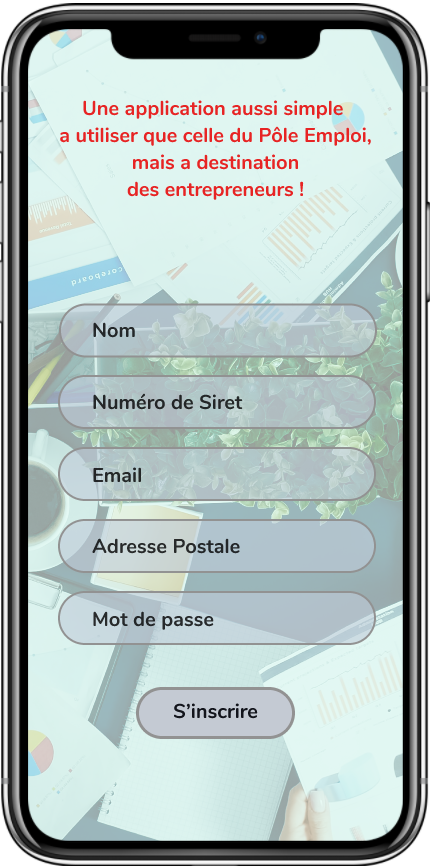 Une application aussi simple
a utiliser que celle du Pôle Emploi,
mais a destination
des entrepreneurs !
coreboard
Nom
Numéro de Siret
Email
Adresse Postale
Mot de passe
S'inscrire